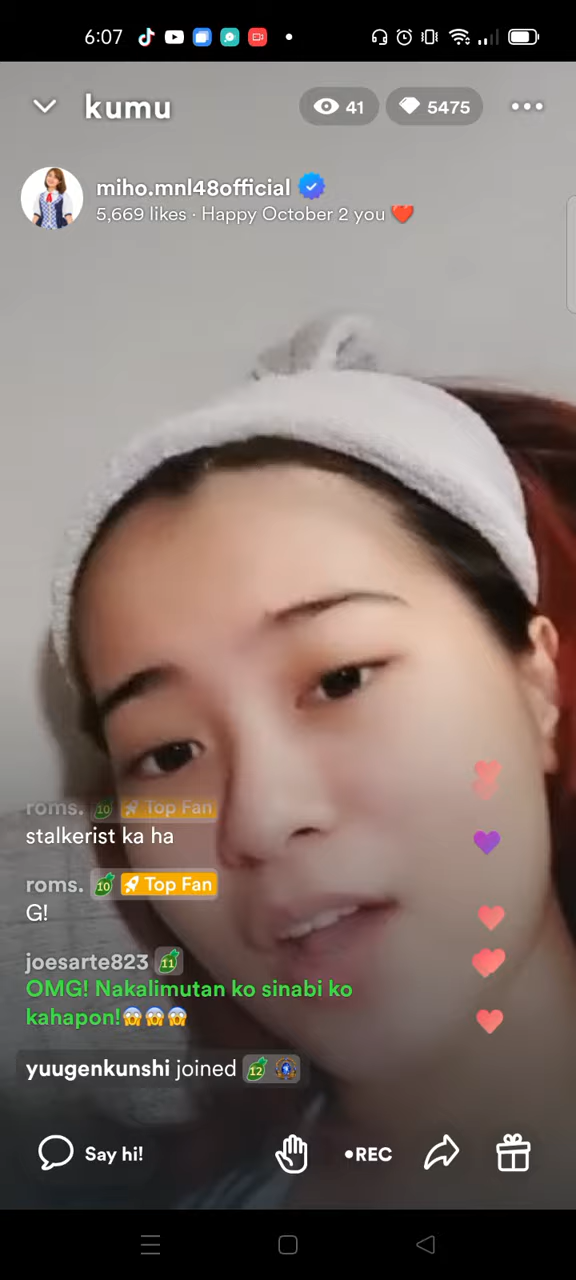 6:07
kumu
41
5475
miho.mnl48official
5,669 likes · Happy October 2 you ❤️
roms. 10 Top Fan
stalkerist ka ha
roms. 10 Top Fan
G!
joesarte823 11
OMG! Nakalimutan ko sinabi ko
kahapon!😱😱😱
yuugenkunshi joined 12
Say hi!
•REC